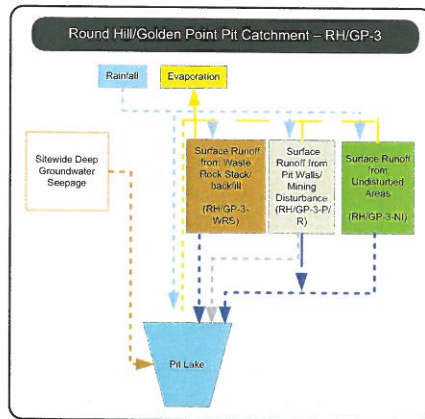 Round Hill/Golden Point Pit Catchment – RH/GP-3
Rainfall
Evaporation
Sitewide Deep
Groundwater
Seepage
Surface Runoff
from Waste
Rock Stack/
backfill
(RH/GP-3-
WRS)
Surface
Runoff from
Pit Walls/
Mining
Disturbance
(RH/GP-3-P/
R)
Surface Runoff
from
Undisturbed
Areas
(RH/GP-3-NI)
Pit Lake